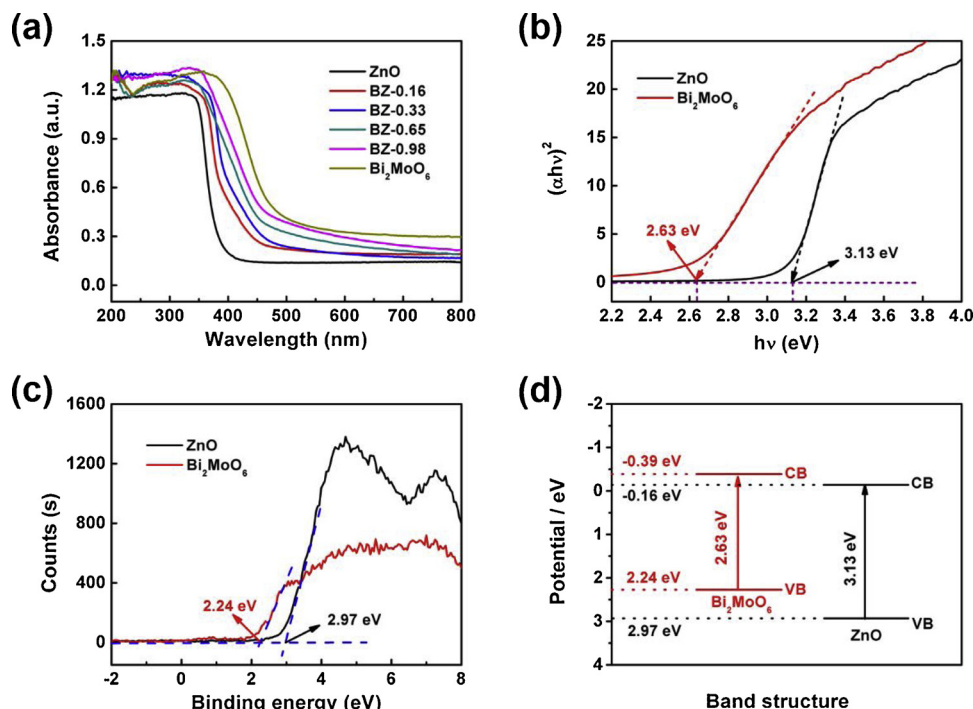 (a)
1.5
1.2
0.9
0.6
0.3
0.0
Absorbance (a.u.)
ZnO
BZ-0.16
BZ-0.33
BZ-0.65
BZ-0.98
Bi₂MoO₆
200 300 400 500 600 700 800
Wavelength (nm)
(b)
25
20
15
10
5
0
(αhν)²
ZnO
Bi₂MoO₆
2.63 eV
3.13 eV
2.2 2.4 2.6 2.8 3.0 3.2 3.4 3.6 3.8 4.0
hν (eV)
(c)
1600
1200
800
400
0
Counts (s)
ZnO
Bi₂MoO₆
2.24 eV
2.97 eV
-2 0 2 4 6 8
Binding energy (eV)
(d)
-2
-1
0
1
2
3
4
Potential / eV
-0.39 eV
CB
-0.16 eV
CB
2.63 eV
3.13 eV
2.24 eV
VB
Bi₂MoO₆
2.97 eV
VB
ZnO
Band structure